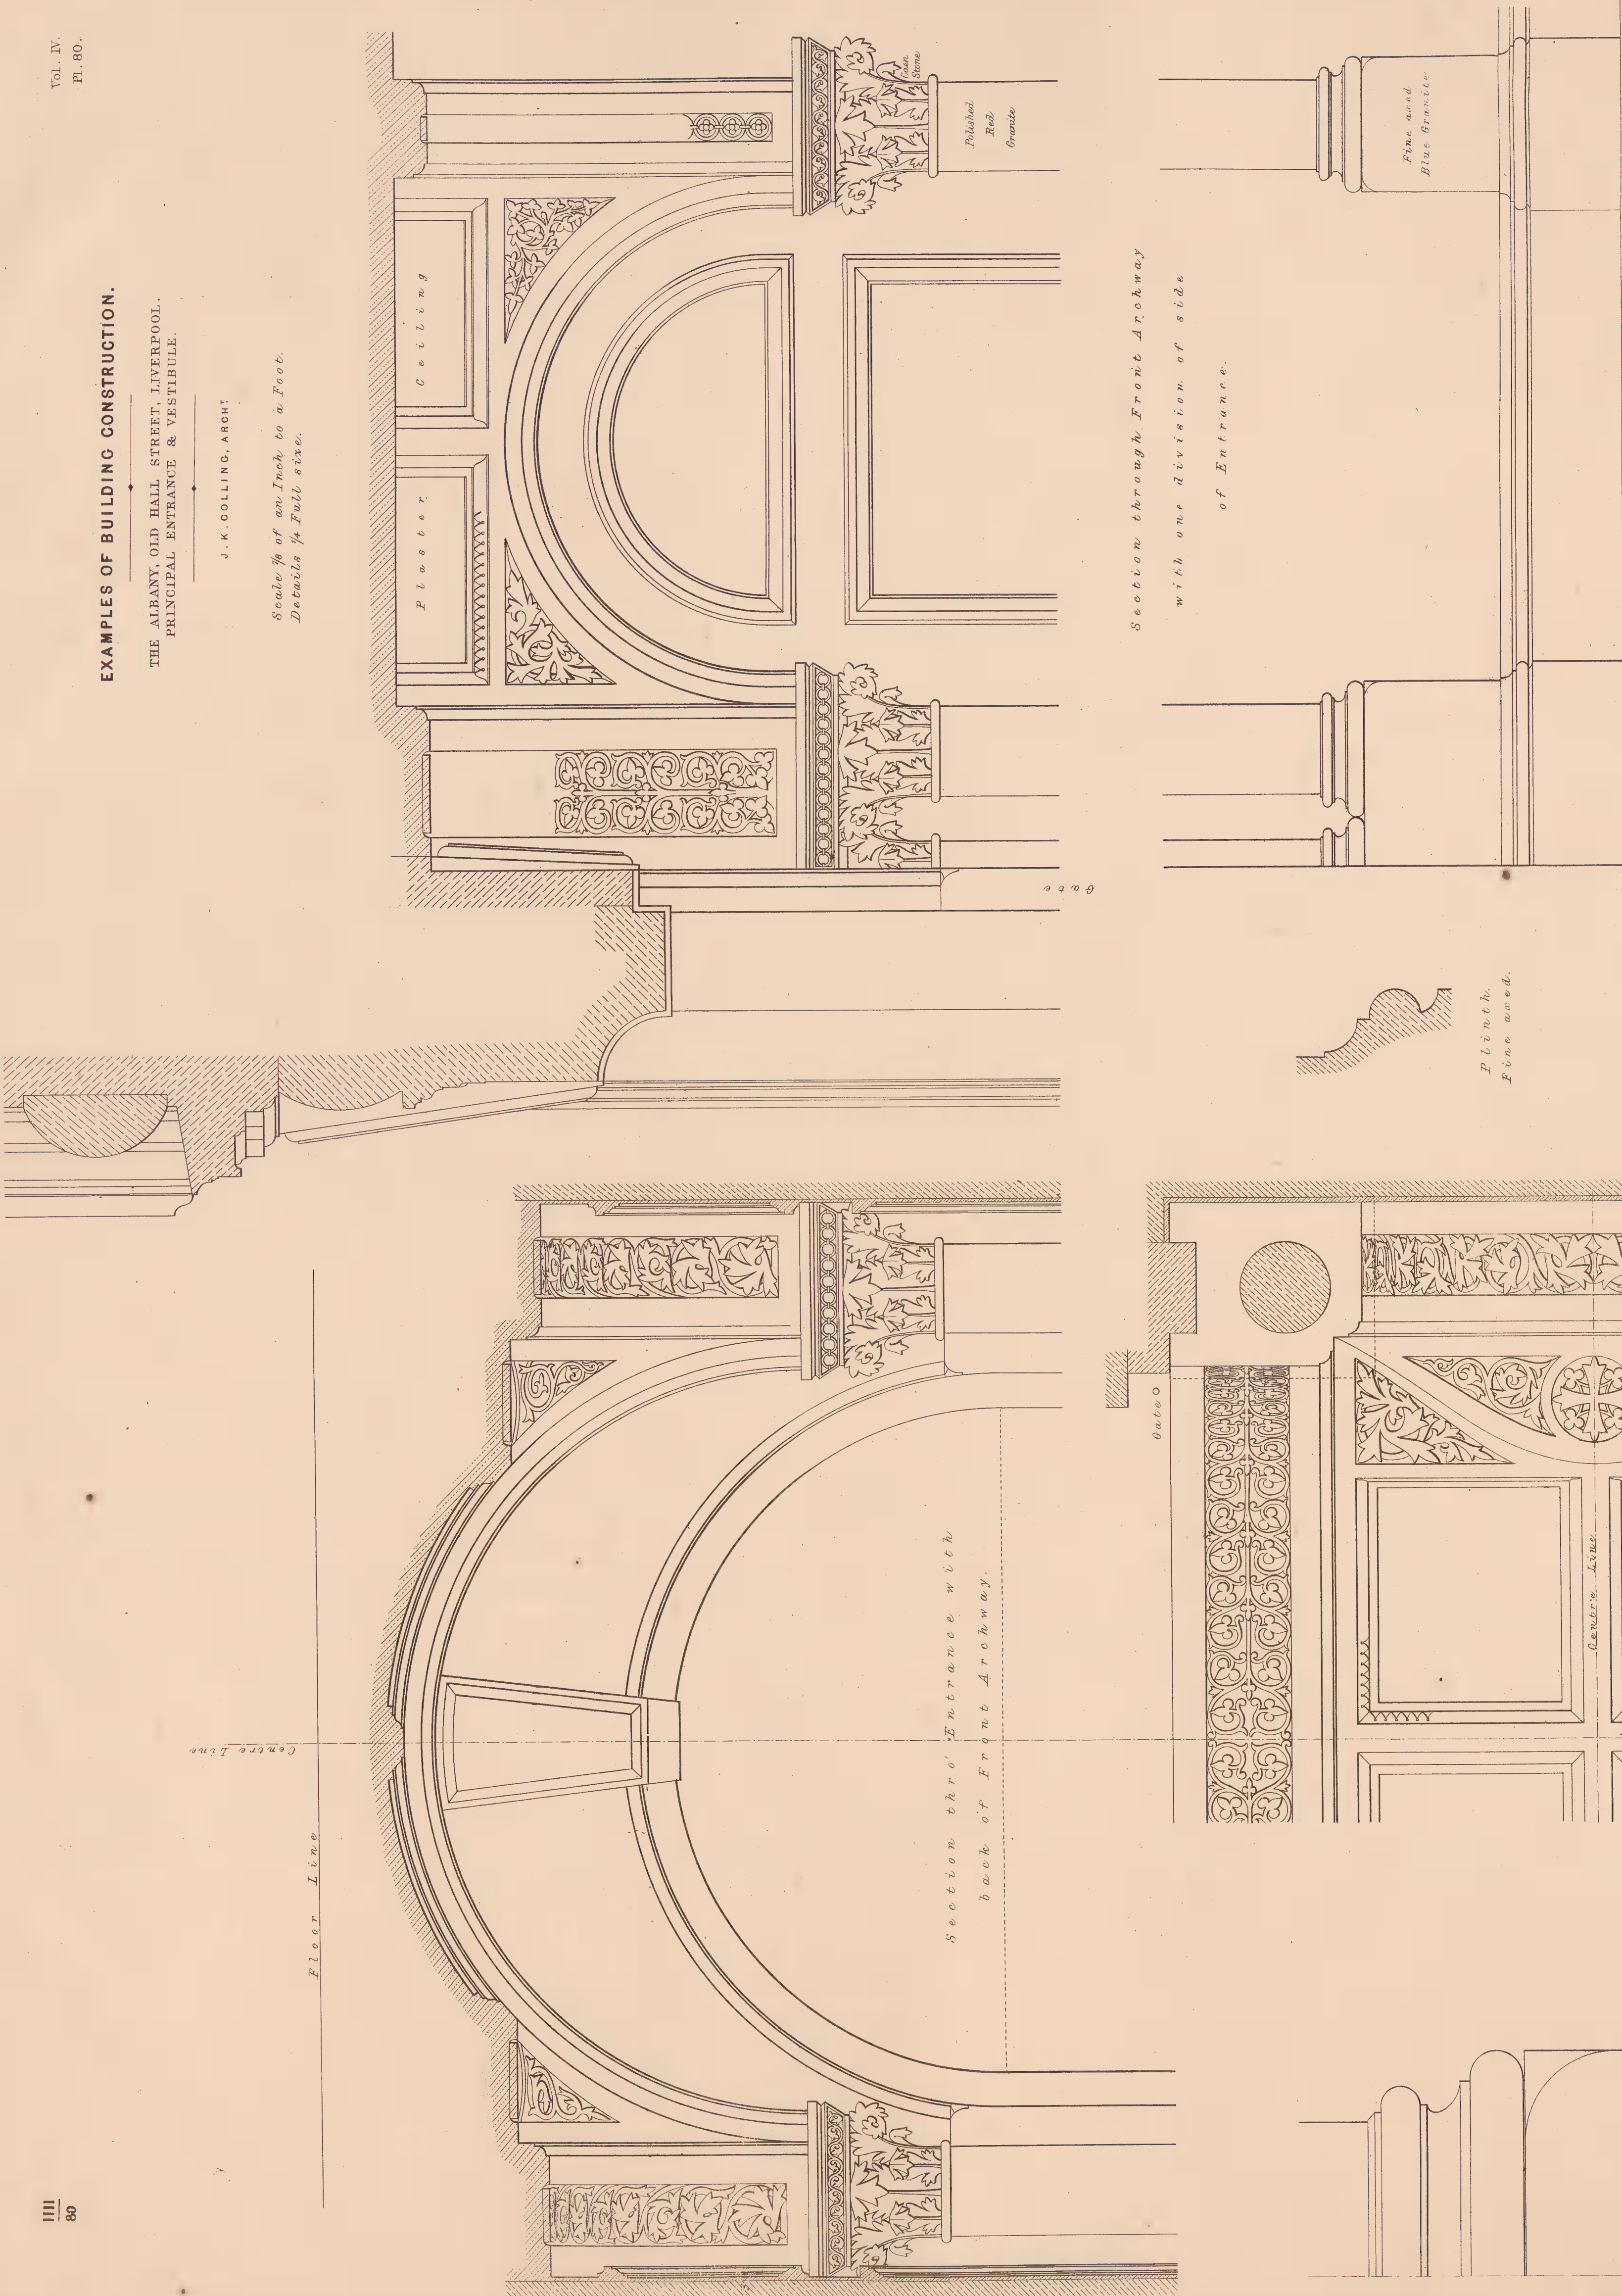 Vol. IV.
Pl. 80.
EXAMPLES OF BUILDING CONSTRUCTION.
THE ALBANY, OLD HALL STREET, LIVERPOOL.
PRINCIPAL ENTRANCE & VESTIBULE.
J. K. COLLING, ARCHT
Scale ⅜ of an Inch to a Foot.
Details ¼ Full size.
Plaster Ceiling
Caen
Stone
Polished
Red
Granite
Section through Front Archway
with one division of side
of Entrance.
Fine axed
Blue Granite
Gate
Plinth.
Fine axed.
Floor Line
Centre Line
Section thro' Entrance with
back of Front Archway.
Gate
Centre Line
1111
80